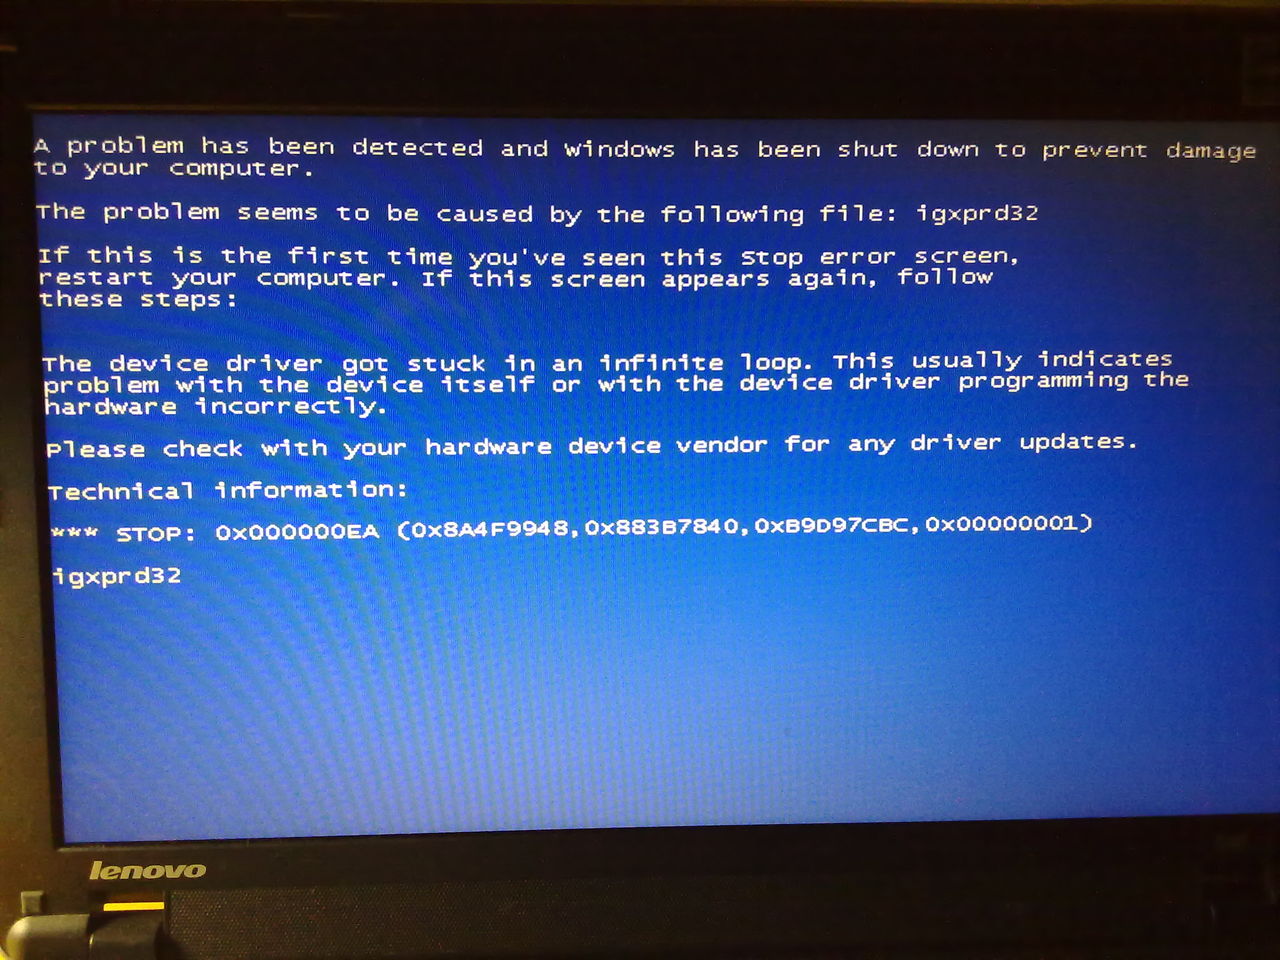 A problem has been detected and Windows has been shut down to prevent damage
to your computer.
The problem seems to be caused by the following file: igxprd32
If this is the first time you've seen this Stop error screen,
restart your computer. If this screen appears again, follow
these steps:
The device driver got stuck in an infinite loop. This usually indicates
problem with the device itself or with the device driver programming the
hardware incorrectly.
Please check with your hardware device vendor for any driver updates.
Technical information:
*** STOP: 0x000000EA (0x8A4F9948,0x883B7840,0xB9D97CBC,0x00000001)
igxprd32
lenovo